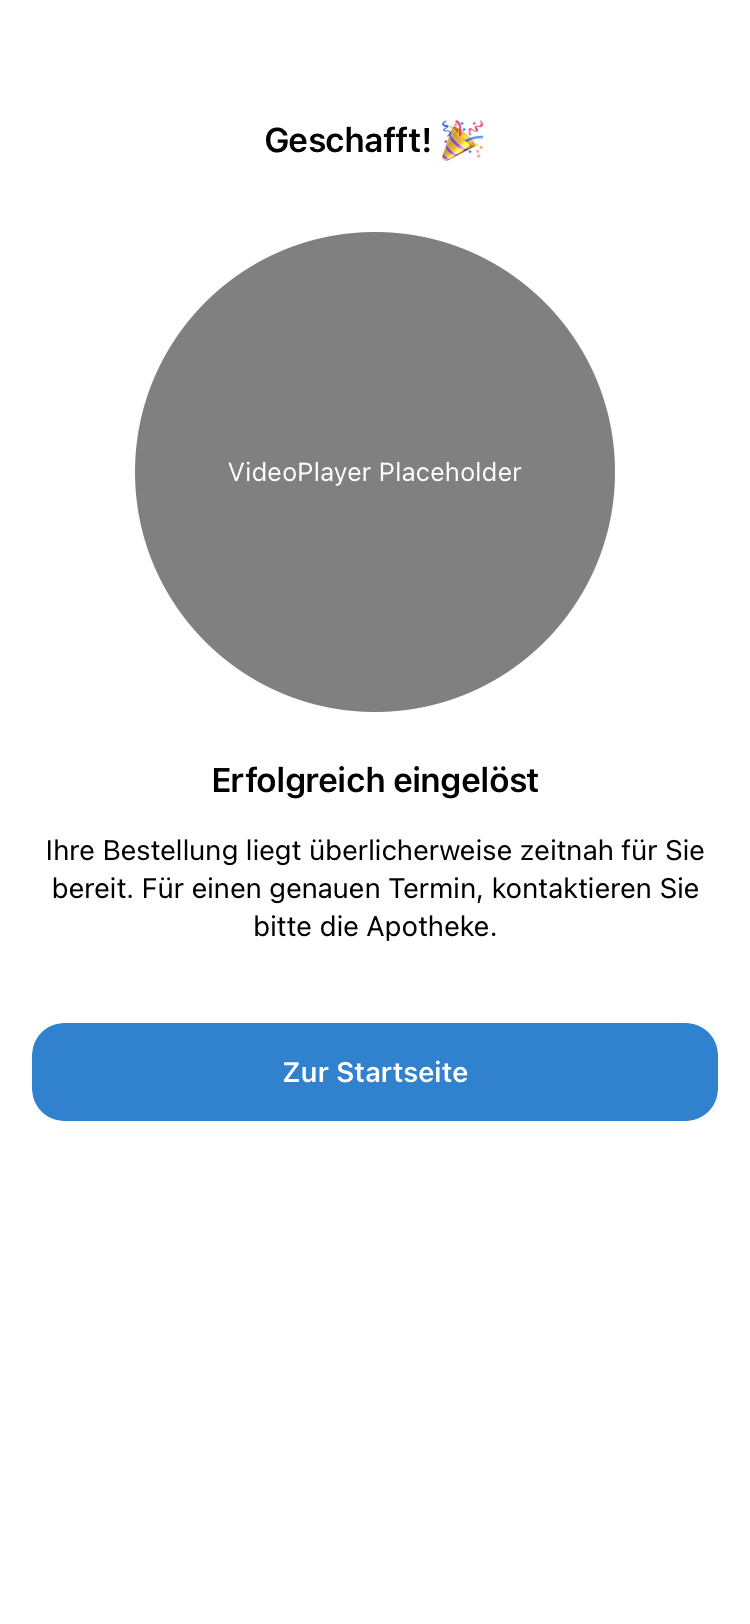 Geschafft! 🎉
VideoPlayer Placeholder
Erfolgreich eingelöst
Ihre Bestellung liegt überlicherweise zeitnah für Sie
bereit. Für einen genauen Termin, kontaktieren Sie
bitte die Apotheke.
Zur Startseite